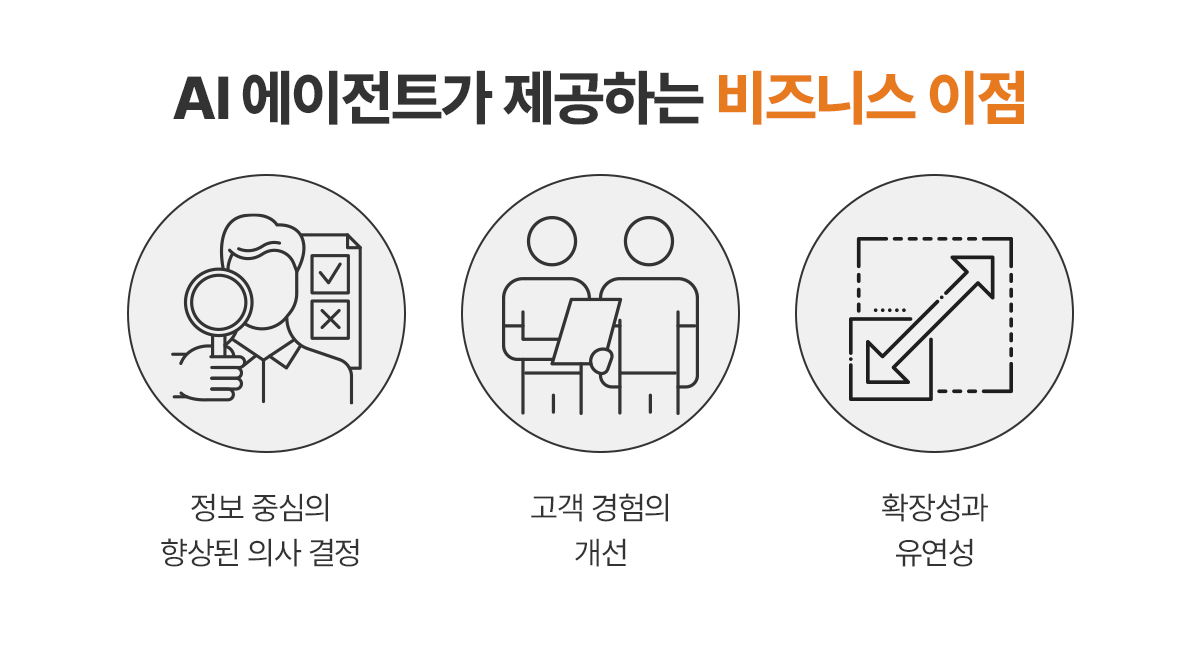 AI 에이전트가 제공하는 비즈니스 이점
정보 중심의
향상된 의사 결정
고객 경험의
개선
확장성과
유연성